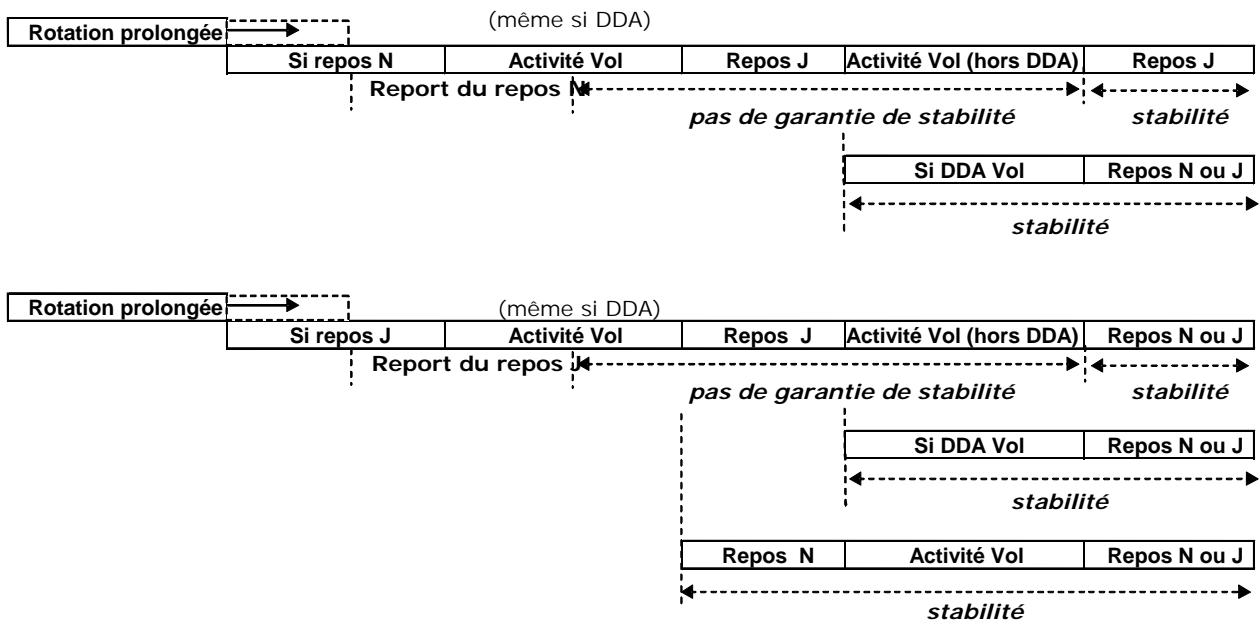 (même si DDA)
Rotation prolongée
Si repos N Activité Vol Repos J Activité Vol (hors DDA) Repos J
Report du repos N
pas de garantie de stabilité stabilité
Si DDA Vol Repos N ou J
stabilité
Rotation prolongée (même si DDA)
Si repos J Activité Vol Repos J Activité Vol (hors DDA) Repos N ou J
Report du repos J
pas de garantie de stabilité stabilité
Si DDA Vol Repos N ou J
stabilité
Repos N Activité Vol Repos N ou J
stabilité